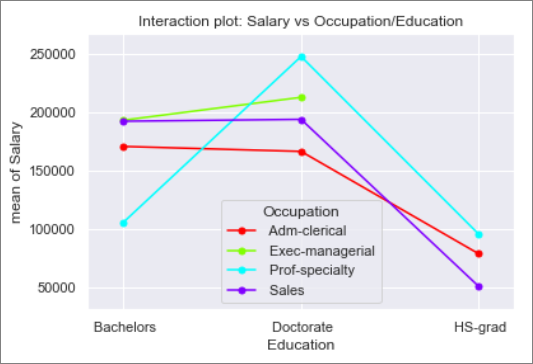 Interaction plot: Salary vs Occupation/Education
250000
200000
150000
100000
50000
mean of Salary
Occupation
Adm-clerical
Exec-managerial
Prof-specialty
Sales
Bachelors
Doctorate
HS-grad
Education